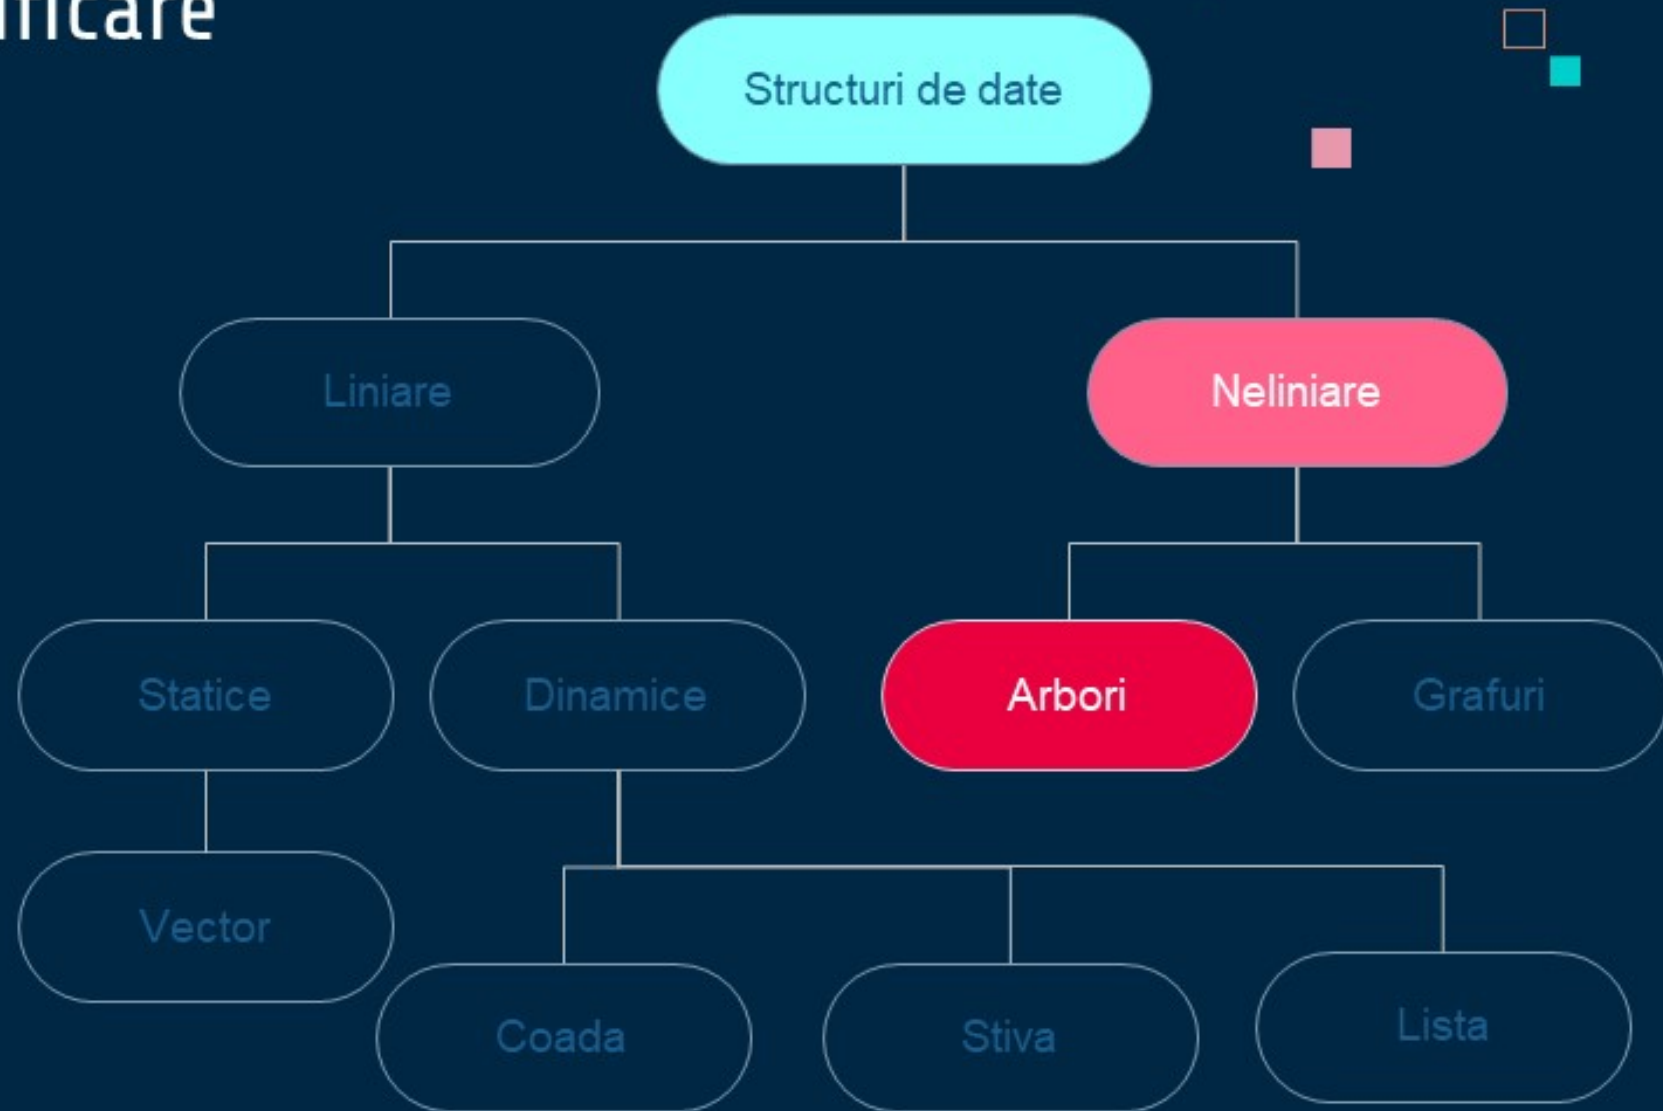 Structuri de date
Liniare
Neliniare
Statice
Dinamice
Arbori
Grafuri
Vector
Coada
Stiva
Lista